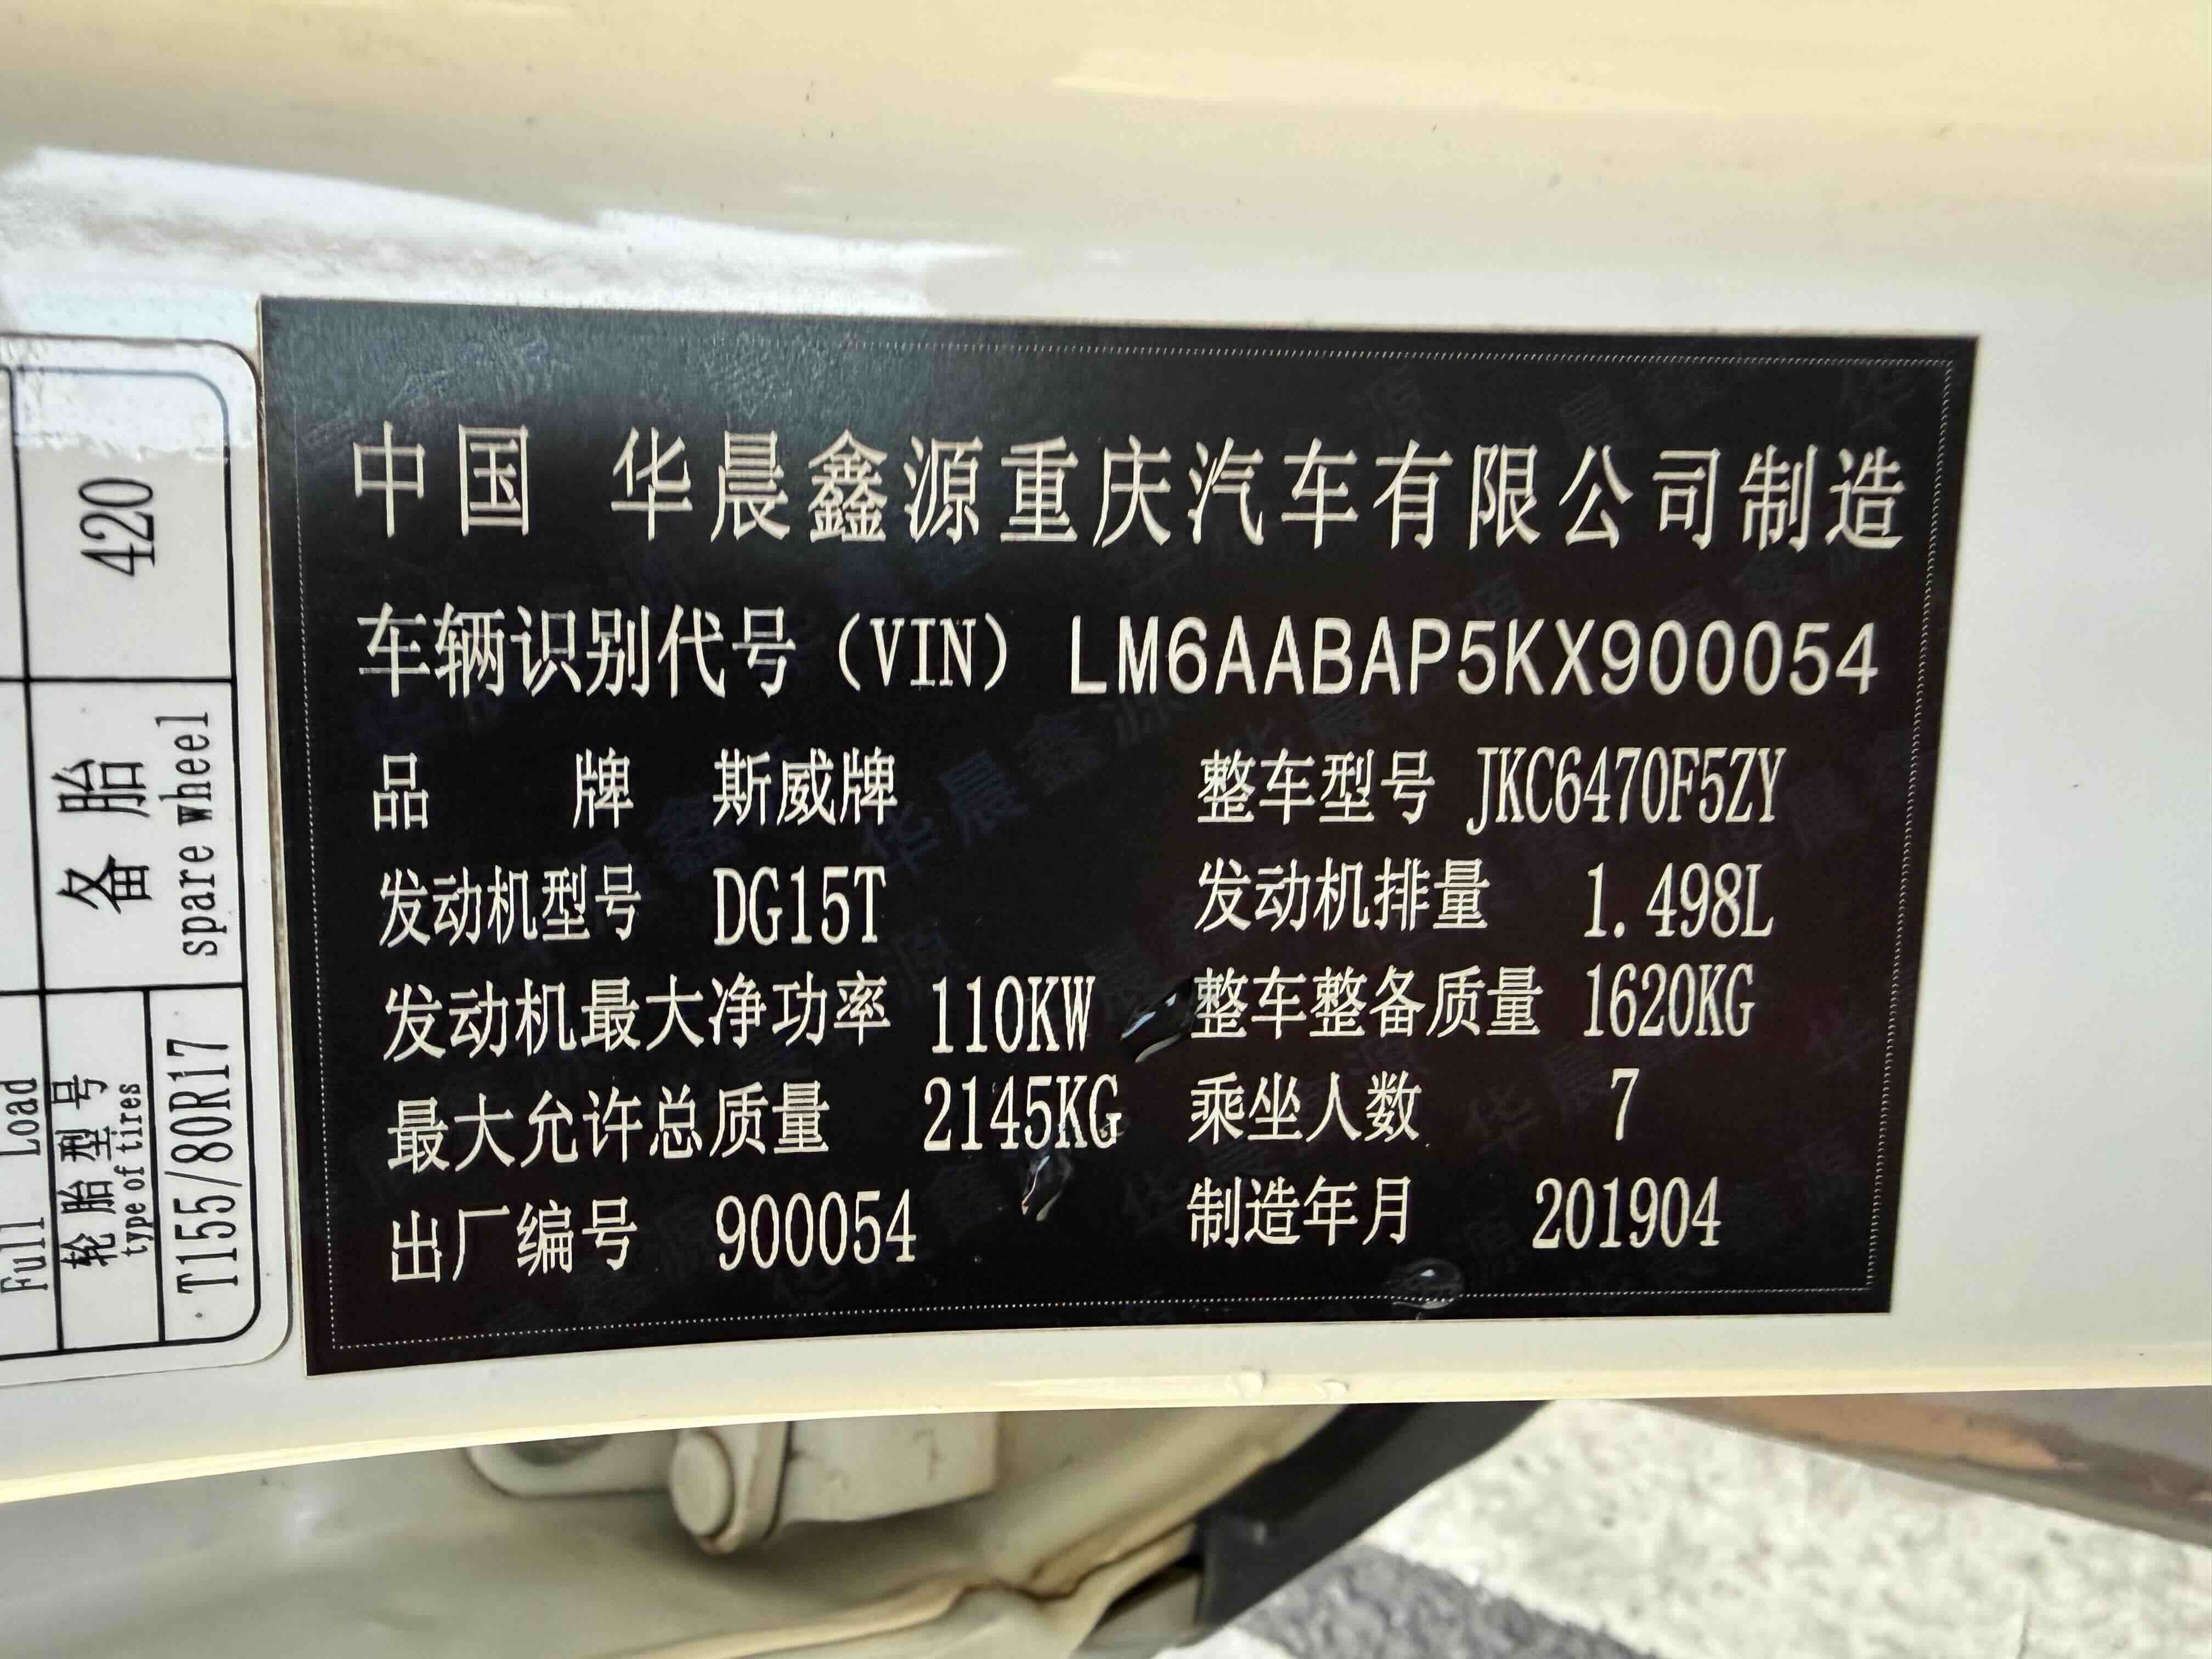 中国 华晨鑫源重庆汽车有限公司制造
车辆识别代号（VIN） LM6AABAP5KX900054
品 牌 斯威牌 整车型号 JKC6470F5ZY
发动机型号 DG15T 发动机排量 1.498L
发动机最大净功率 110KW 整车整备质量 1620KG
最大允许总质量 2145KG 乘坐人数 7
出厂编号 900054 制造年月 201904
Full Load
轮胎型号 备胎 420
type of tires spare wheel
T155/80R17